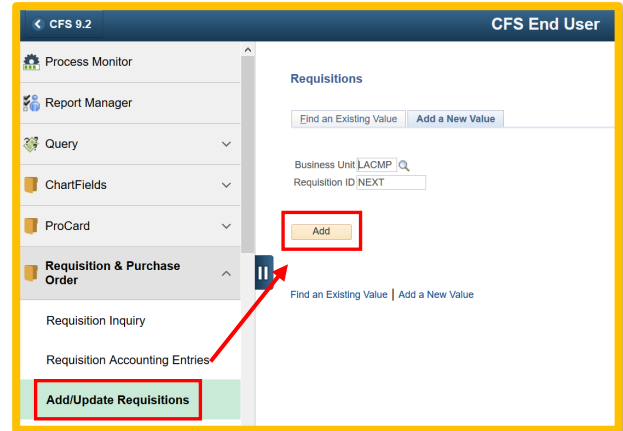 CFS 9.2
CFS End User
Process Monitor
Report Manager
Query
ChartFields
ProCard
Requisition & Purchase
Order
Requisition Inquiry
Requisition Accounting Entries
Add/Update Requisitions
Requisitions
Find an Existing Value
Add a New Value
Business Unit LACMP
Requisition ID NEXT
Add
Find an Existing Value | Add a New Value